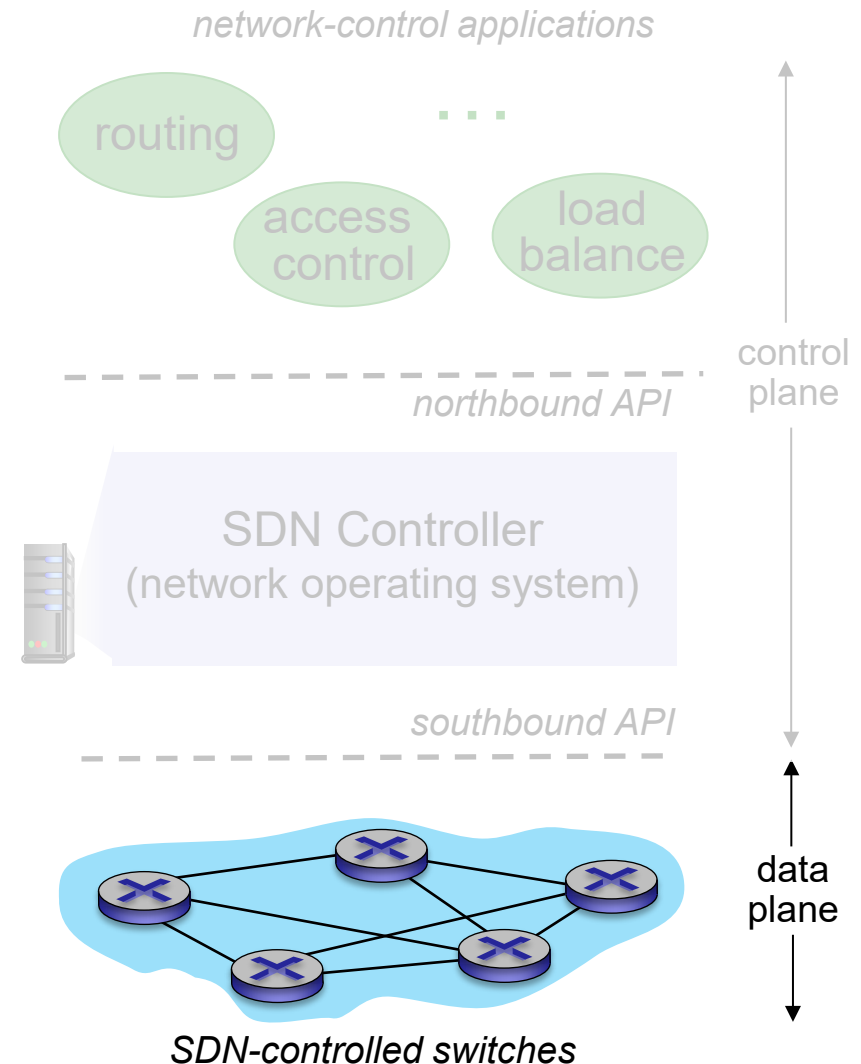 network-control applications
routing
. . .
access
control
load
balance
control
plane
northbound API
SDN Controller
(network operating system)
southbound API
data
plane
SDN-controlled switches